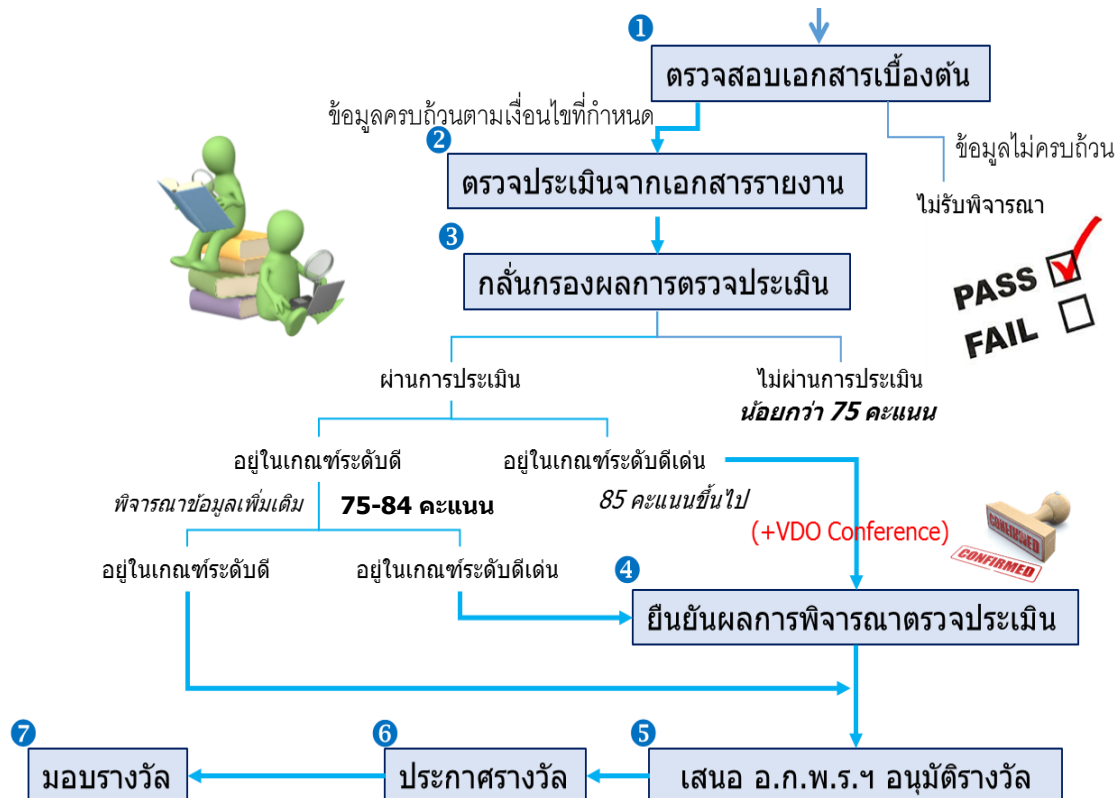 1
ตรวจสอบเอกสารเบื้องต้น
ข้อมูลครบถ้วนตามเงื่อนไขที่กำหนด
ข้อมูลไม่ครบถ้วน
2
ตรวจประเมินจากเอกสารรายงาน
ไม่รับพิจารณา
3
กลั่นกรองผลการตรวจประเมิน
PASS
FAIL
ผ่านการประเมิน
ไม่ผ่านการประเมิน
น้อยกว่า 75 คะแนน
อยู่ในเกณฑ์ระดับดี
อยู่ในเกณฑ์ระดับดีเด่น
พิจารณาข้อมูลเพิ่มเติม
75-84 คะแนน
85 คะแนนขึ้นไป
(+VDO Conference)
CONFIRMED
CONFIRMED
อยู่ในเกณฑ์ระดับดี
อยู่ในเกณฑ์ระดับดีเด่น
4
ยืนยันผลการพิจารณาตรวจประเมิน
7
มอบรางวัล
6
ประกาศรางวัล
5
เสนอ อ.ก.พ.ร.ฯ อนุมัติรางวัล